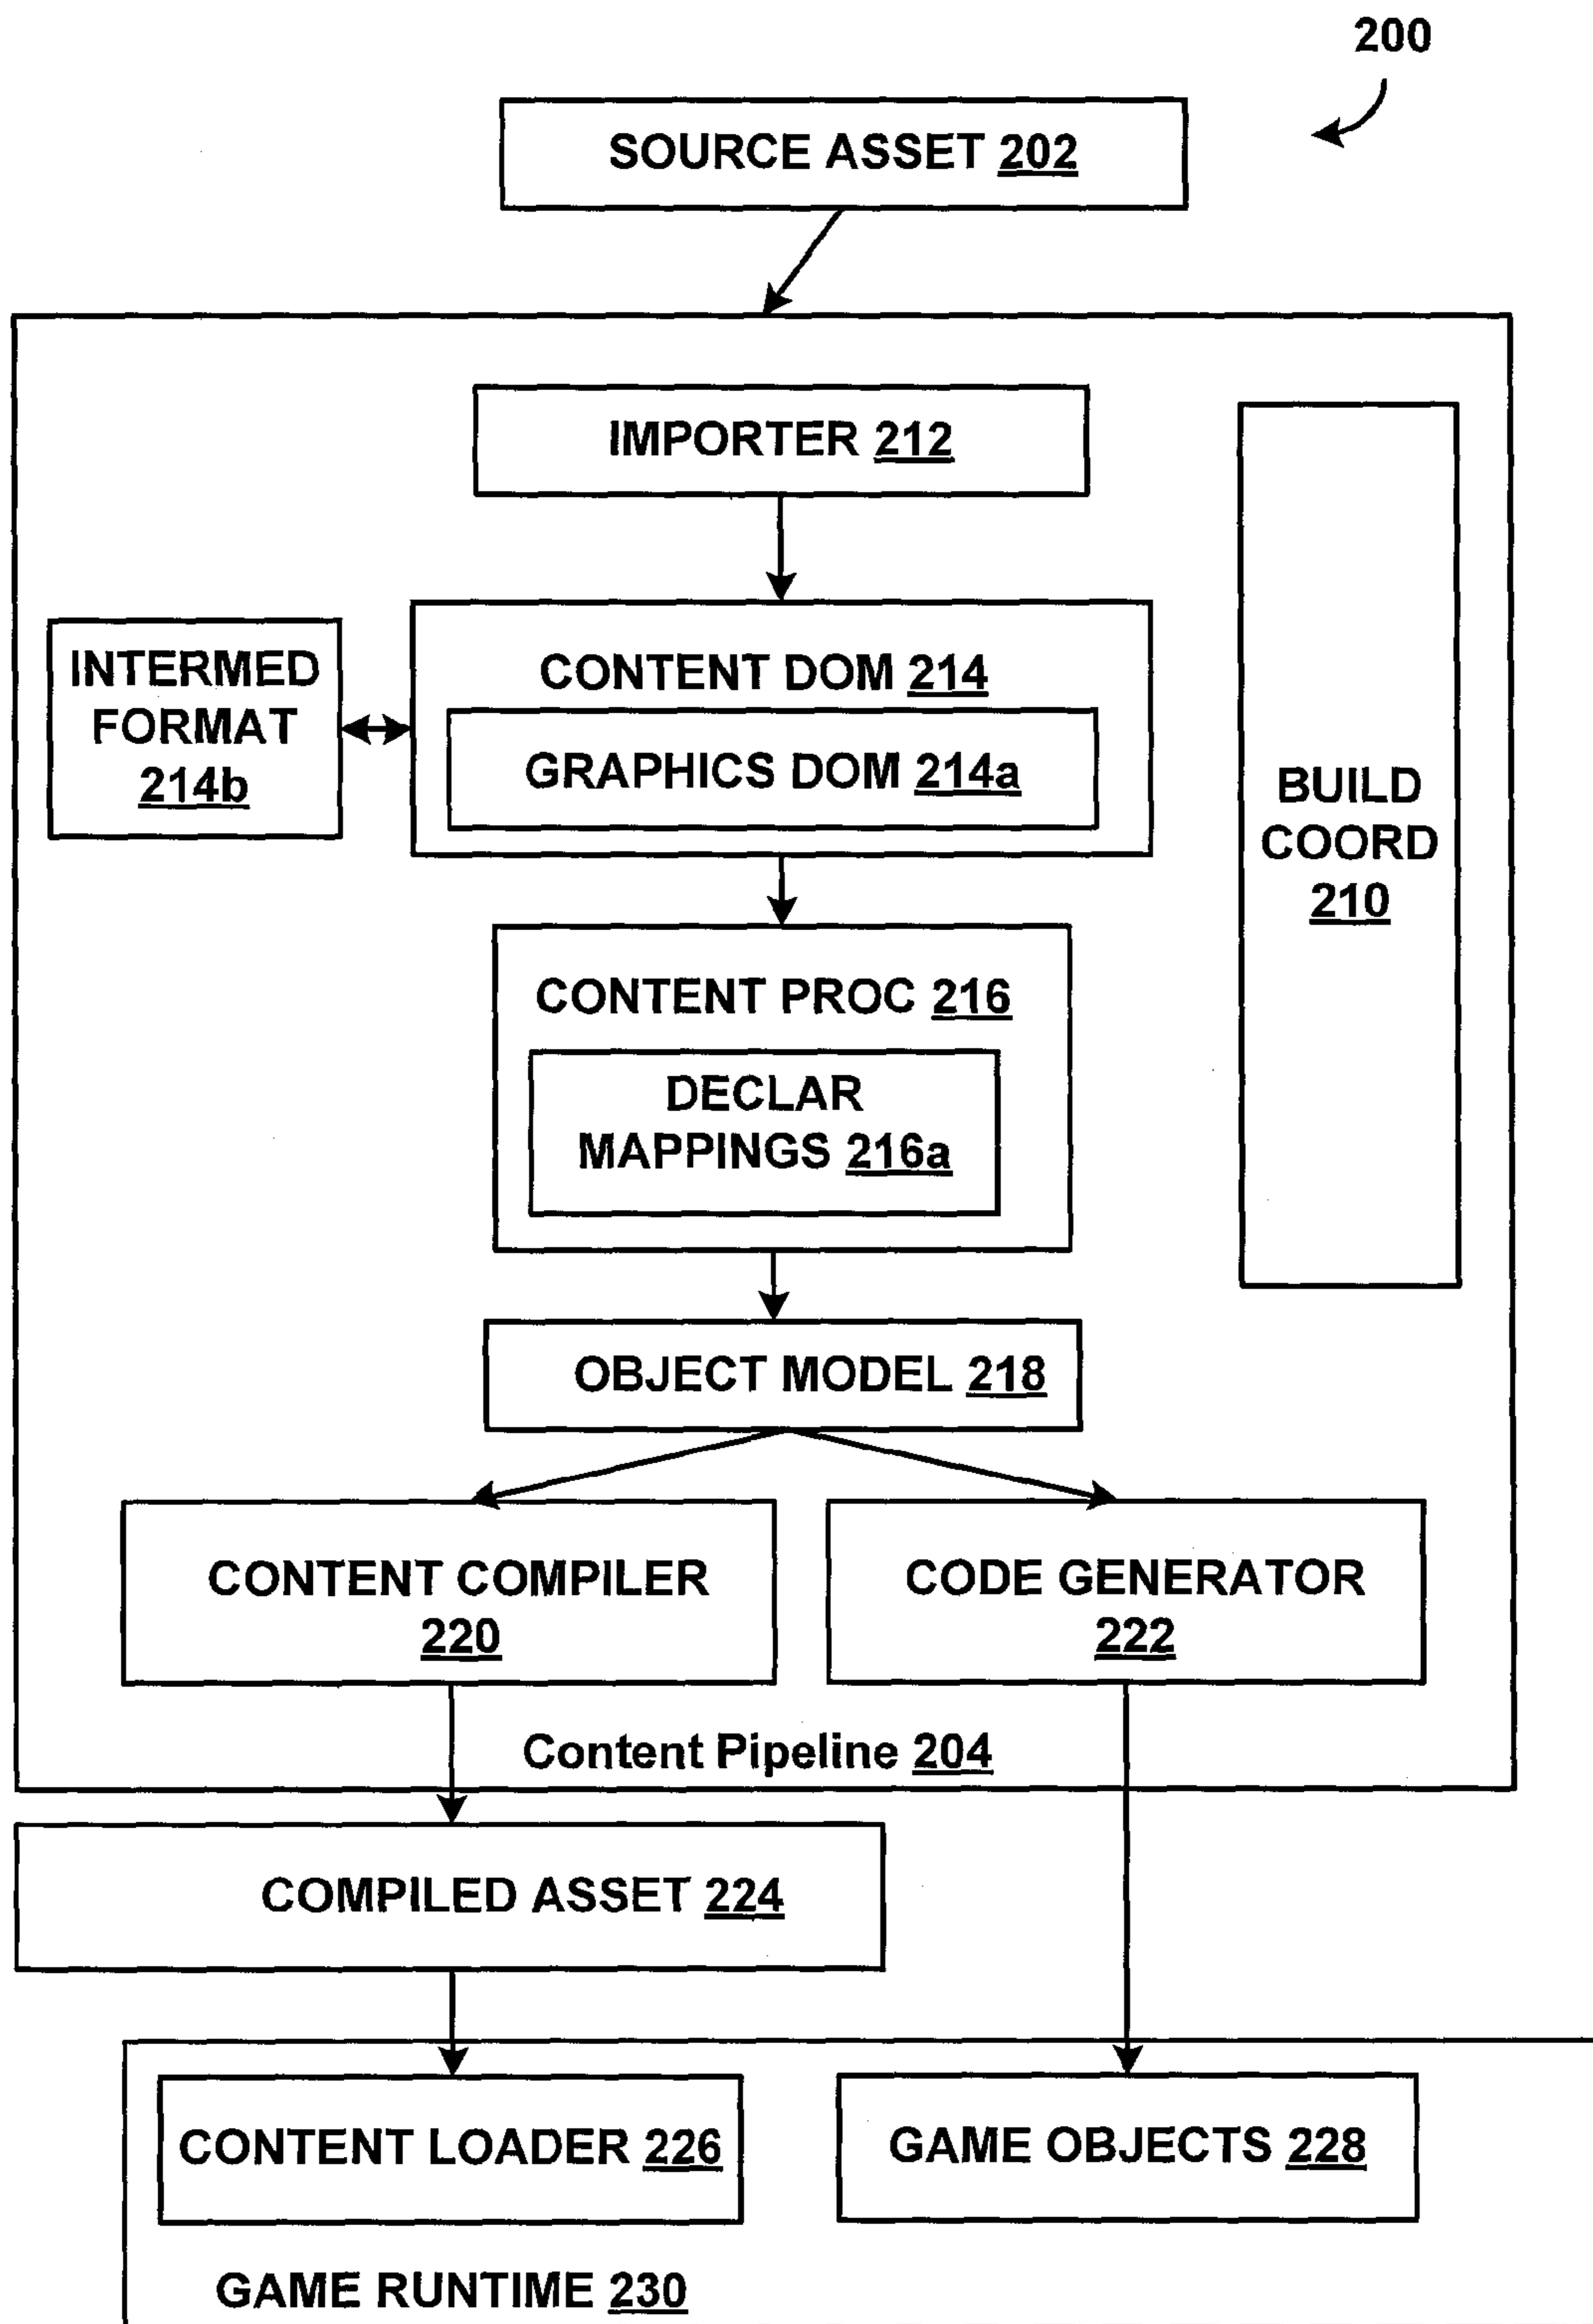 200
SOURCE ASSET 202
IMPORTER 212
INTERMED
FORMAT
214b
CONTENT DOM 214
GRAPHICS DOM 214a
BUILD
COORD
210
CONTENT PROC 216
DECLAR
MAPPINGS 216a
OBJECT MODEL 218
CONTENT COMPILER
220
CODE GENERATOR
222
Content Pipeline 204
COMPILED ASSET 224
CONTENT LOADER 226
GAME OBJECTS 228
GAME RUNTIME 230